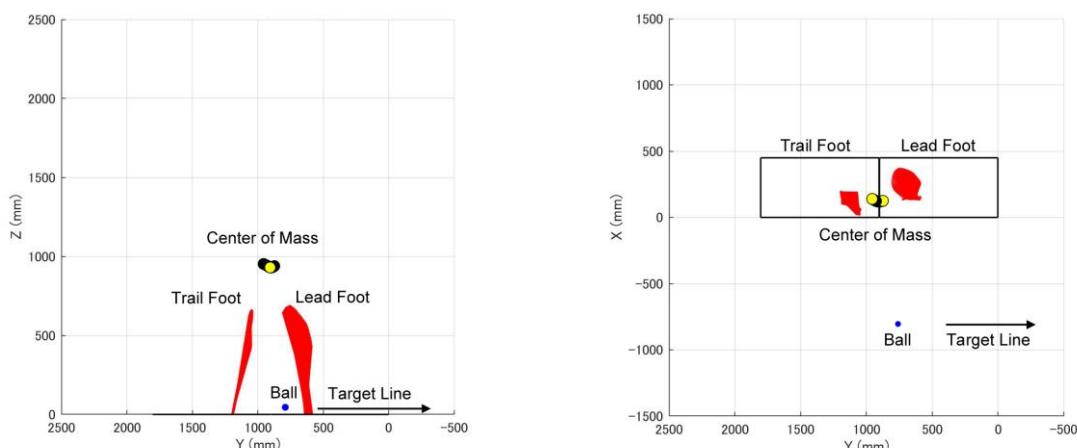 2500
2000
1500
1000
500
0
Z (mm)
Center of Mass
Trail Foot
Lead Foot
Ball
Target Line
2500 2000 1500 1000 500 0 -500
Y (mm)
1500
1000
500
0
-500
-1000
-1500
X (mm)
Trail Foot
Lead Foot
Center of Mass
Ball
Target Line
2500 2000 1500 1000 500 0 -500
Y (mm)